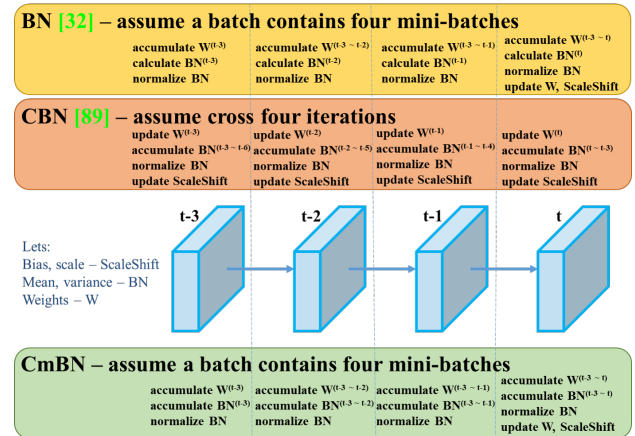 BN [32] – assume a batch contains four mini-batches
accumulate W(t-3) accumulate W(t-3 ~ t-2) accumulate W(t-3 ~ t-1) accumulate W(t-3 ~ t)
calculate BN(t-3) calculate BN(t-2) calculate BN(t-1) calculate BN(t)
normalize BN normalize BN normalize BN normalize BN
update W, ScaleShift
CBN [89] – assume cross four iterations
update W(t-3) update W(t-2) update W(t-1) update W(t)
accumulate BN(t-3 ~ t-6) accumulate BN(t-2 ~ t-5) accumulate BN(t-1 ~ t-4) accumulate BN(t ~ t-3)
normalize BN normalize BN normalize BN normalize BN
update ScaleShift update ScaleShift update ScaleShift update ScaleShift
t-3 t-2 t-1 t
Lets:
Bias, scale – ScaleShift
Mean, variance – BN
Weights – W
CmBN – assume a batch contains four mini-batches
accumulate W(t-3) accumulate W(t-3 ~ t-2) accumulate W(t-3 ~ t-1) accumulate W(t-3 ~ t)
accumulate BN(t-3) accumulate BN(t-3 ~ t-2) accumulate BN(t-3 ~ t-1) accumulate BN(t-3 ~ t)
normalize BN normalize BN normalize BN normalize BN
update W, ScaleShift